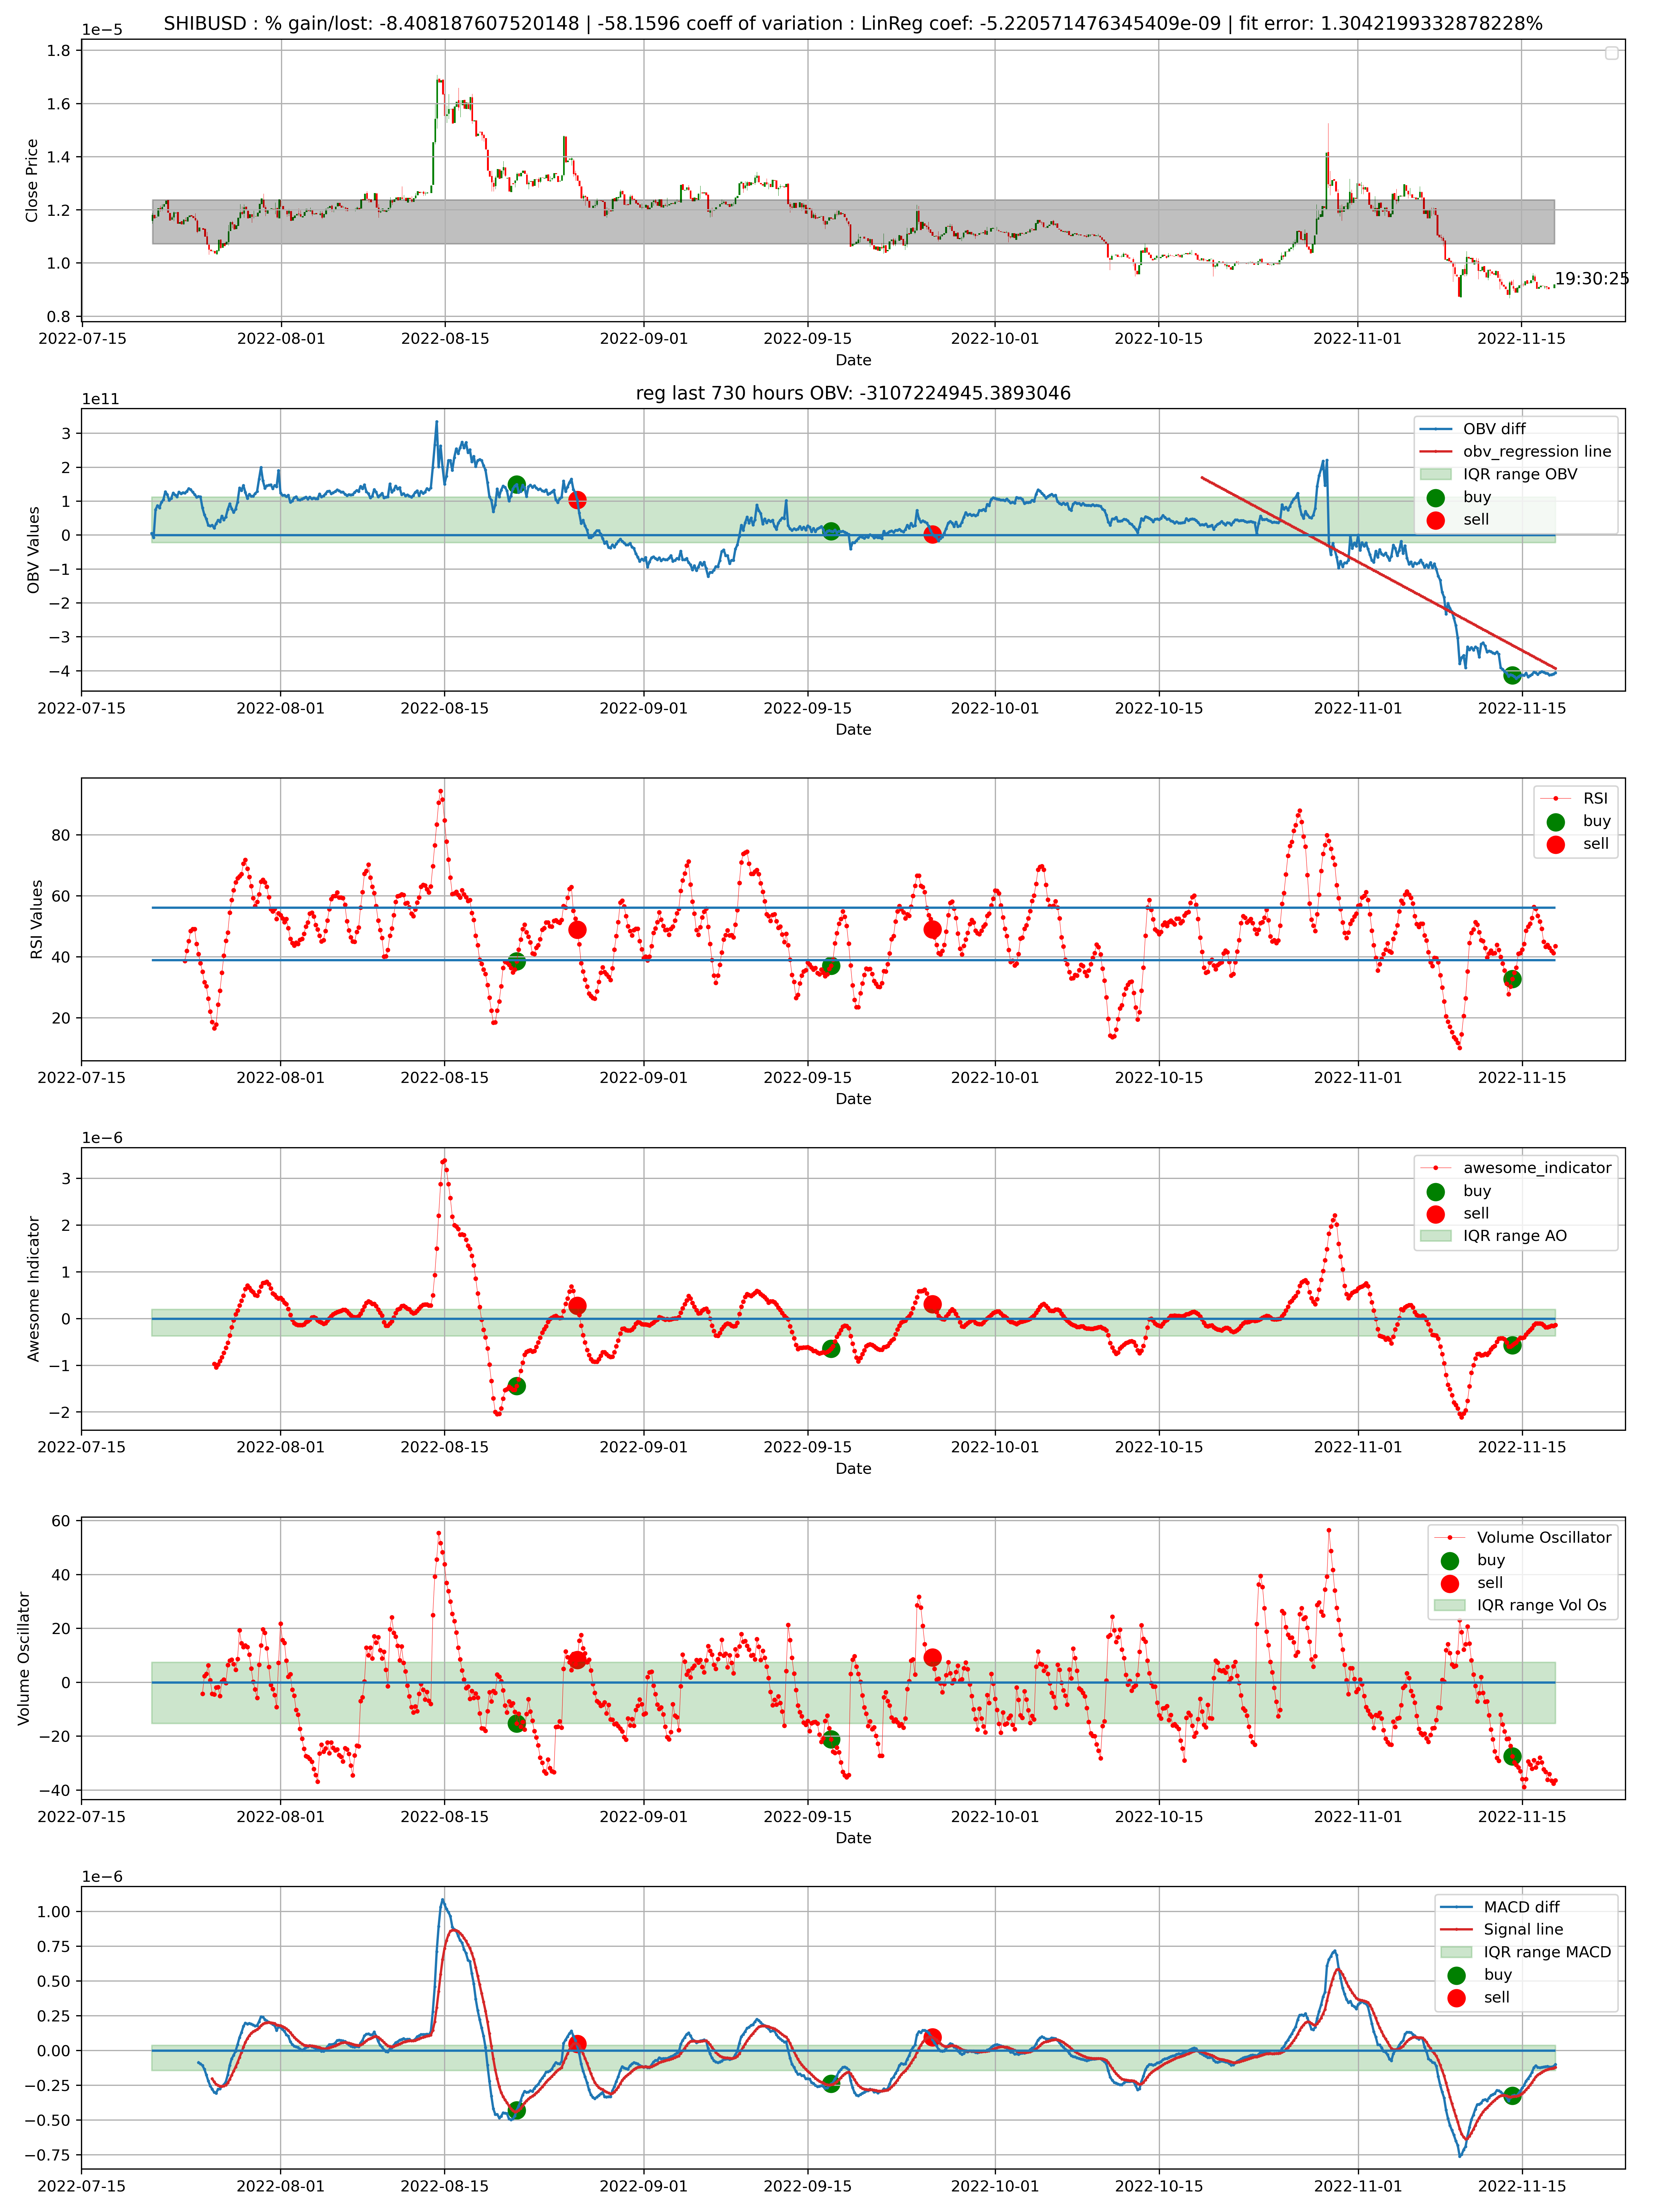 SHIBUSD : % gain/lost: -8.408187607520148 | -58.1596 coeff of variation : LinReg coef: -5.220571476345409e-09 | fit error: 1.3042199332878228%
1e−5
1.8
1.6
1.4
1.2
1.0
0.8
Close Price
19:30:25
2022-07-15 2022-08-01 2022-08-15 2022-09-01 2022-09-15 2022-10-01 2022-10-15 2022-11-01 2022-11-15
Date
reg last 730 hours OBV: -3107224945.3893046
1e11
3
2
1
0
−1
−2
−3
−4
OBV Values
OBV diff
obv_regression line
IQR range OBV
buy
sell
2022-07-15 2022-08-01 2022-08-15 2022-09-01 2022-09-15 2022-10-01 2022-10-15 2022-11-01 2022-11-15
Date
80
60
40
20
RSI Values
RSI
buy
sell
2022-07-15 2022-08-01 2022-08-15 2022-09-01 2022-09-15 2022-10-01 2022-10-15 2022-11-01 2022-11-15
Date
1e−6
3
2
1
0
−1
−2
Awesome Indicator
awesome_indicator
buy
sell
IQR range AO
2022-07-15 2022-08-01 2022-08-15 2022-09-01 2022-09-15 2022-10-01 2022-10-15 2022-11-01 2022-11-15
Date
60
40
20
0
−20
−40
Volume Oscillator
Volume Oscillator
buy
sell
IQR range Vol Os
2022-07-15 2022-08-01 2022-08-15 2022-09-01 2022-09-15 2022-10-01 2022-10-15 2022-11-01 2022-11-15
Date
1e−6
1.00
0.75
0.50
0.25
0.00
−0.25
−0.50
−0.75
MACD diff
Signal line
IQR range MACD
buy
sell
2022-07-15 2022-08-01 2022-08-15 2022-09-01 2022-09-15 2022-10-01 2022-10-15 2022-11-01 2022-11-15